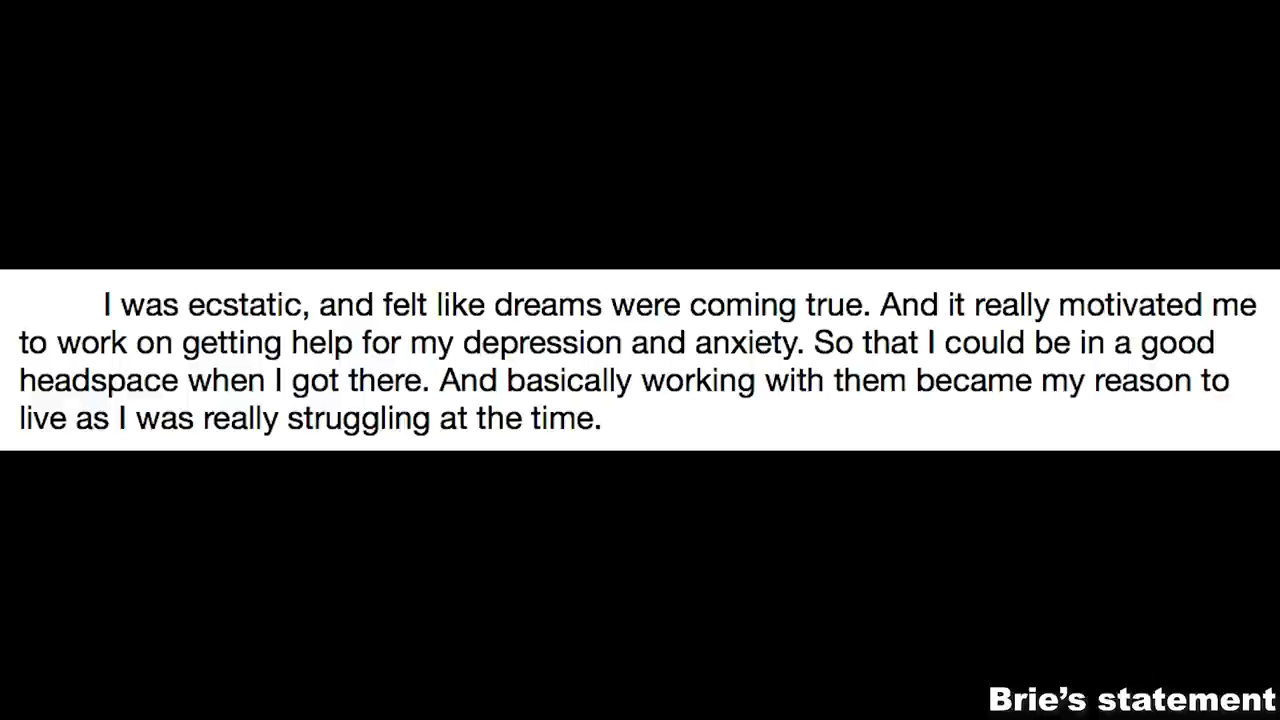 I was ecstatic, and felt like dreams were coming true. And it really motivated me
to work on getting help for my depression and anxiety. So that I could be in a good
headspace when I got there. And basically working with them became my reason to
live as I was really struggling at the time.
Brie's statement